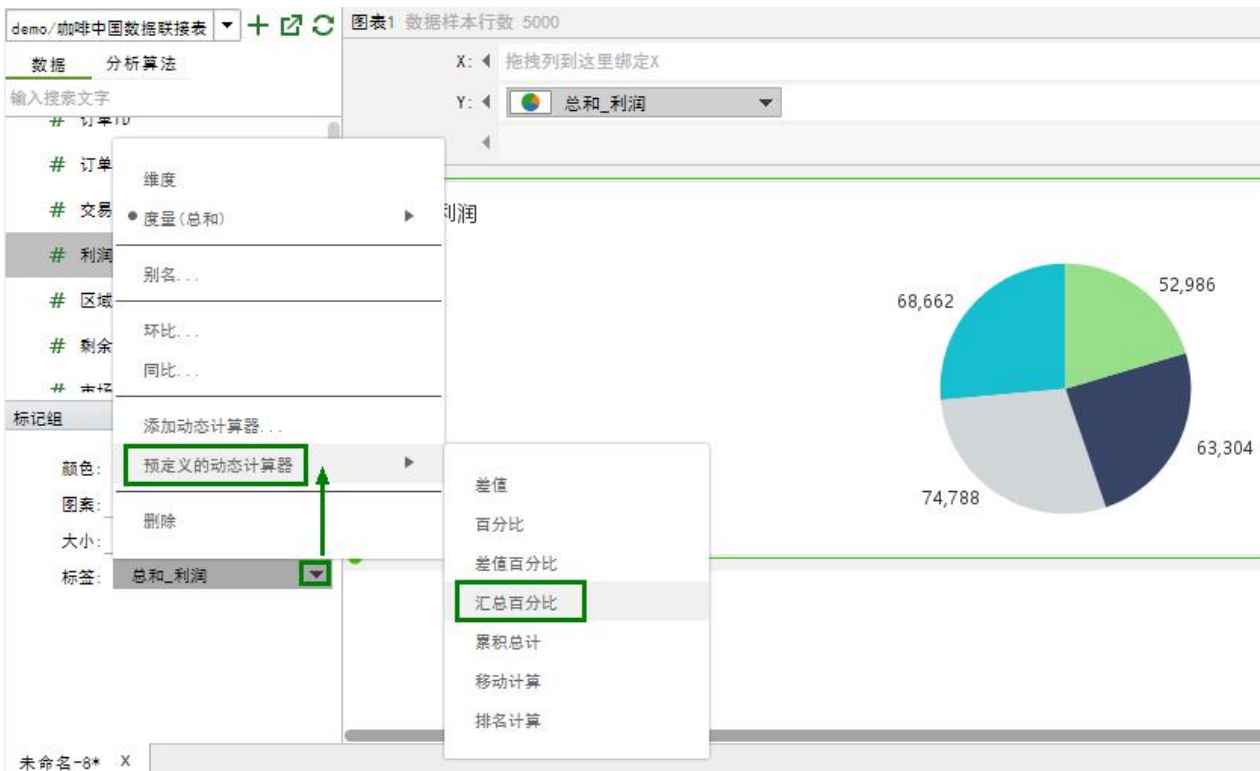 demo/咖啡中国数据联接表
数据 分析算法
输入搜索文字
# 订单ID
# 订单
# 交易
# 利润
# 区域
# 剩余
# 市场
标记组
颜色:
图案:
大小:
标签: 总和_利润
未命名-8* X
图表1 数据样本行数 5000
X: 拖拽列到这里绑定X
Y: 总和_利润
利润
68,662
52,986
63,304
74,788
维度
度量(总和)
别名...
环比...
同比...
添加动态计算器...
预定义的动态计算器
删除
差值
百分比
差值百分比
汇总百分比
累积总计
移动计算
排名计算